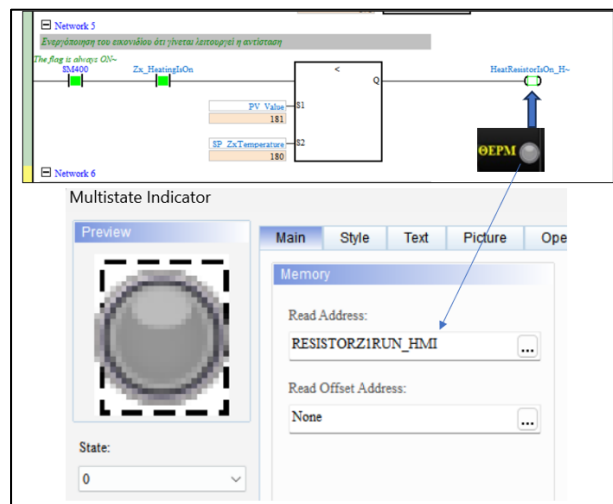 Network 5
Ενεργόποιηση του εικονιδίου ότι γίνεται λειτουργεί η αντίσταση
The flag is always ON~
SM400
Zx_HeatingIsOn
<
Q
HeatResistorIsOn_H~
PV_Value
S1
181
SP_ZxTemperature
S2
180
ΘΕΡΜ
Network 6
Multistate Indicator
Preview
Main
Style
Text
Picture
Ope
Memory
Read Address:
RESISTORZ1RUN_HMI
...
Read Offset Address:
None
...
State:
0